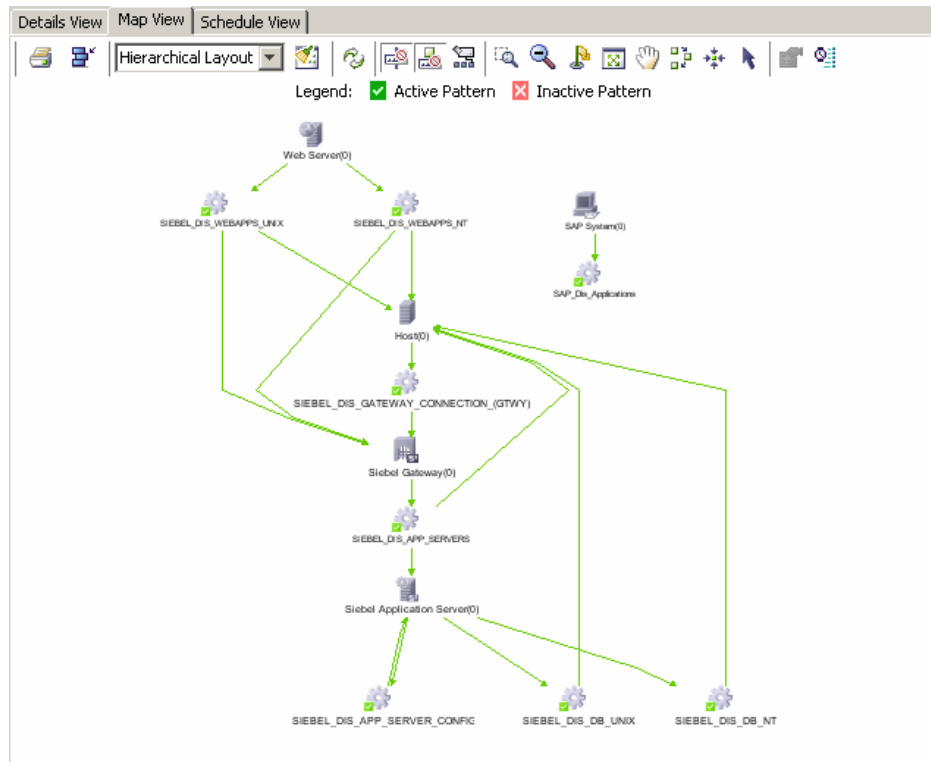 Details View Map View Schedule View
Hierarchical Layout
Legend: Active Pattern Inactive Pattern
Web Server(0)
SIEBEL_DIS_WEBAPPS_UNIX SIEBEL_DIS_WEBAPPS_NT SAP System(0)
SAP_Dis_Applications
Host(0)
SIEBEL_DIS_GATEWAY_CONNECTION_(GTWY)
Siebel Gateway(0)
SIEBEL_DIS_APP_SERVERS
Siebel Application Server(0)
SIEBEL_DIS_APP_SERVER_CONFIG SIEBEL_DIS_DB_UNIX SIEBEL_DIS_DB_NT